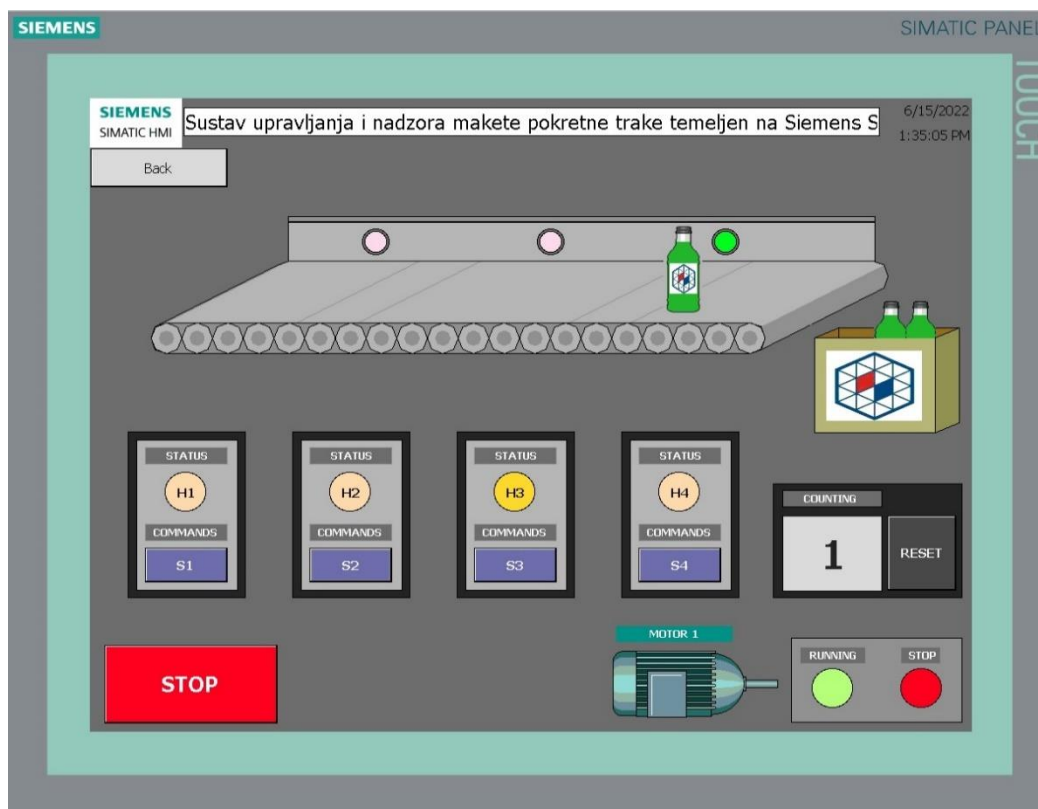 SIEMENS
SIMATIC PANEL
TOUCH
SIEMENS
SIMATIC HMI
Sustav upravljanja i nadzora makete pokretne trake temeljen na Siemens S
6/15/2022
1:35:05 PM
Back
STATUS
STATUS
STATUS
STATUS
H1
H2
H3
H4
COMMANDS
COMMANDS
COMMANDS
COMMANDS
S1
S2
S3
S4
COUNTING
1
RESET
STOP
MOTOR 1
RUNNING
STOP